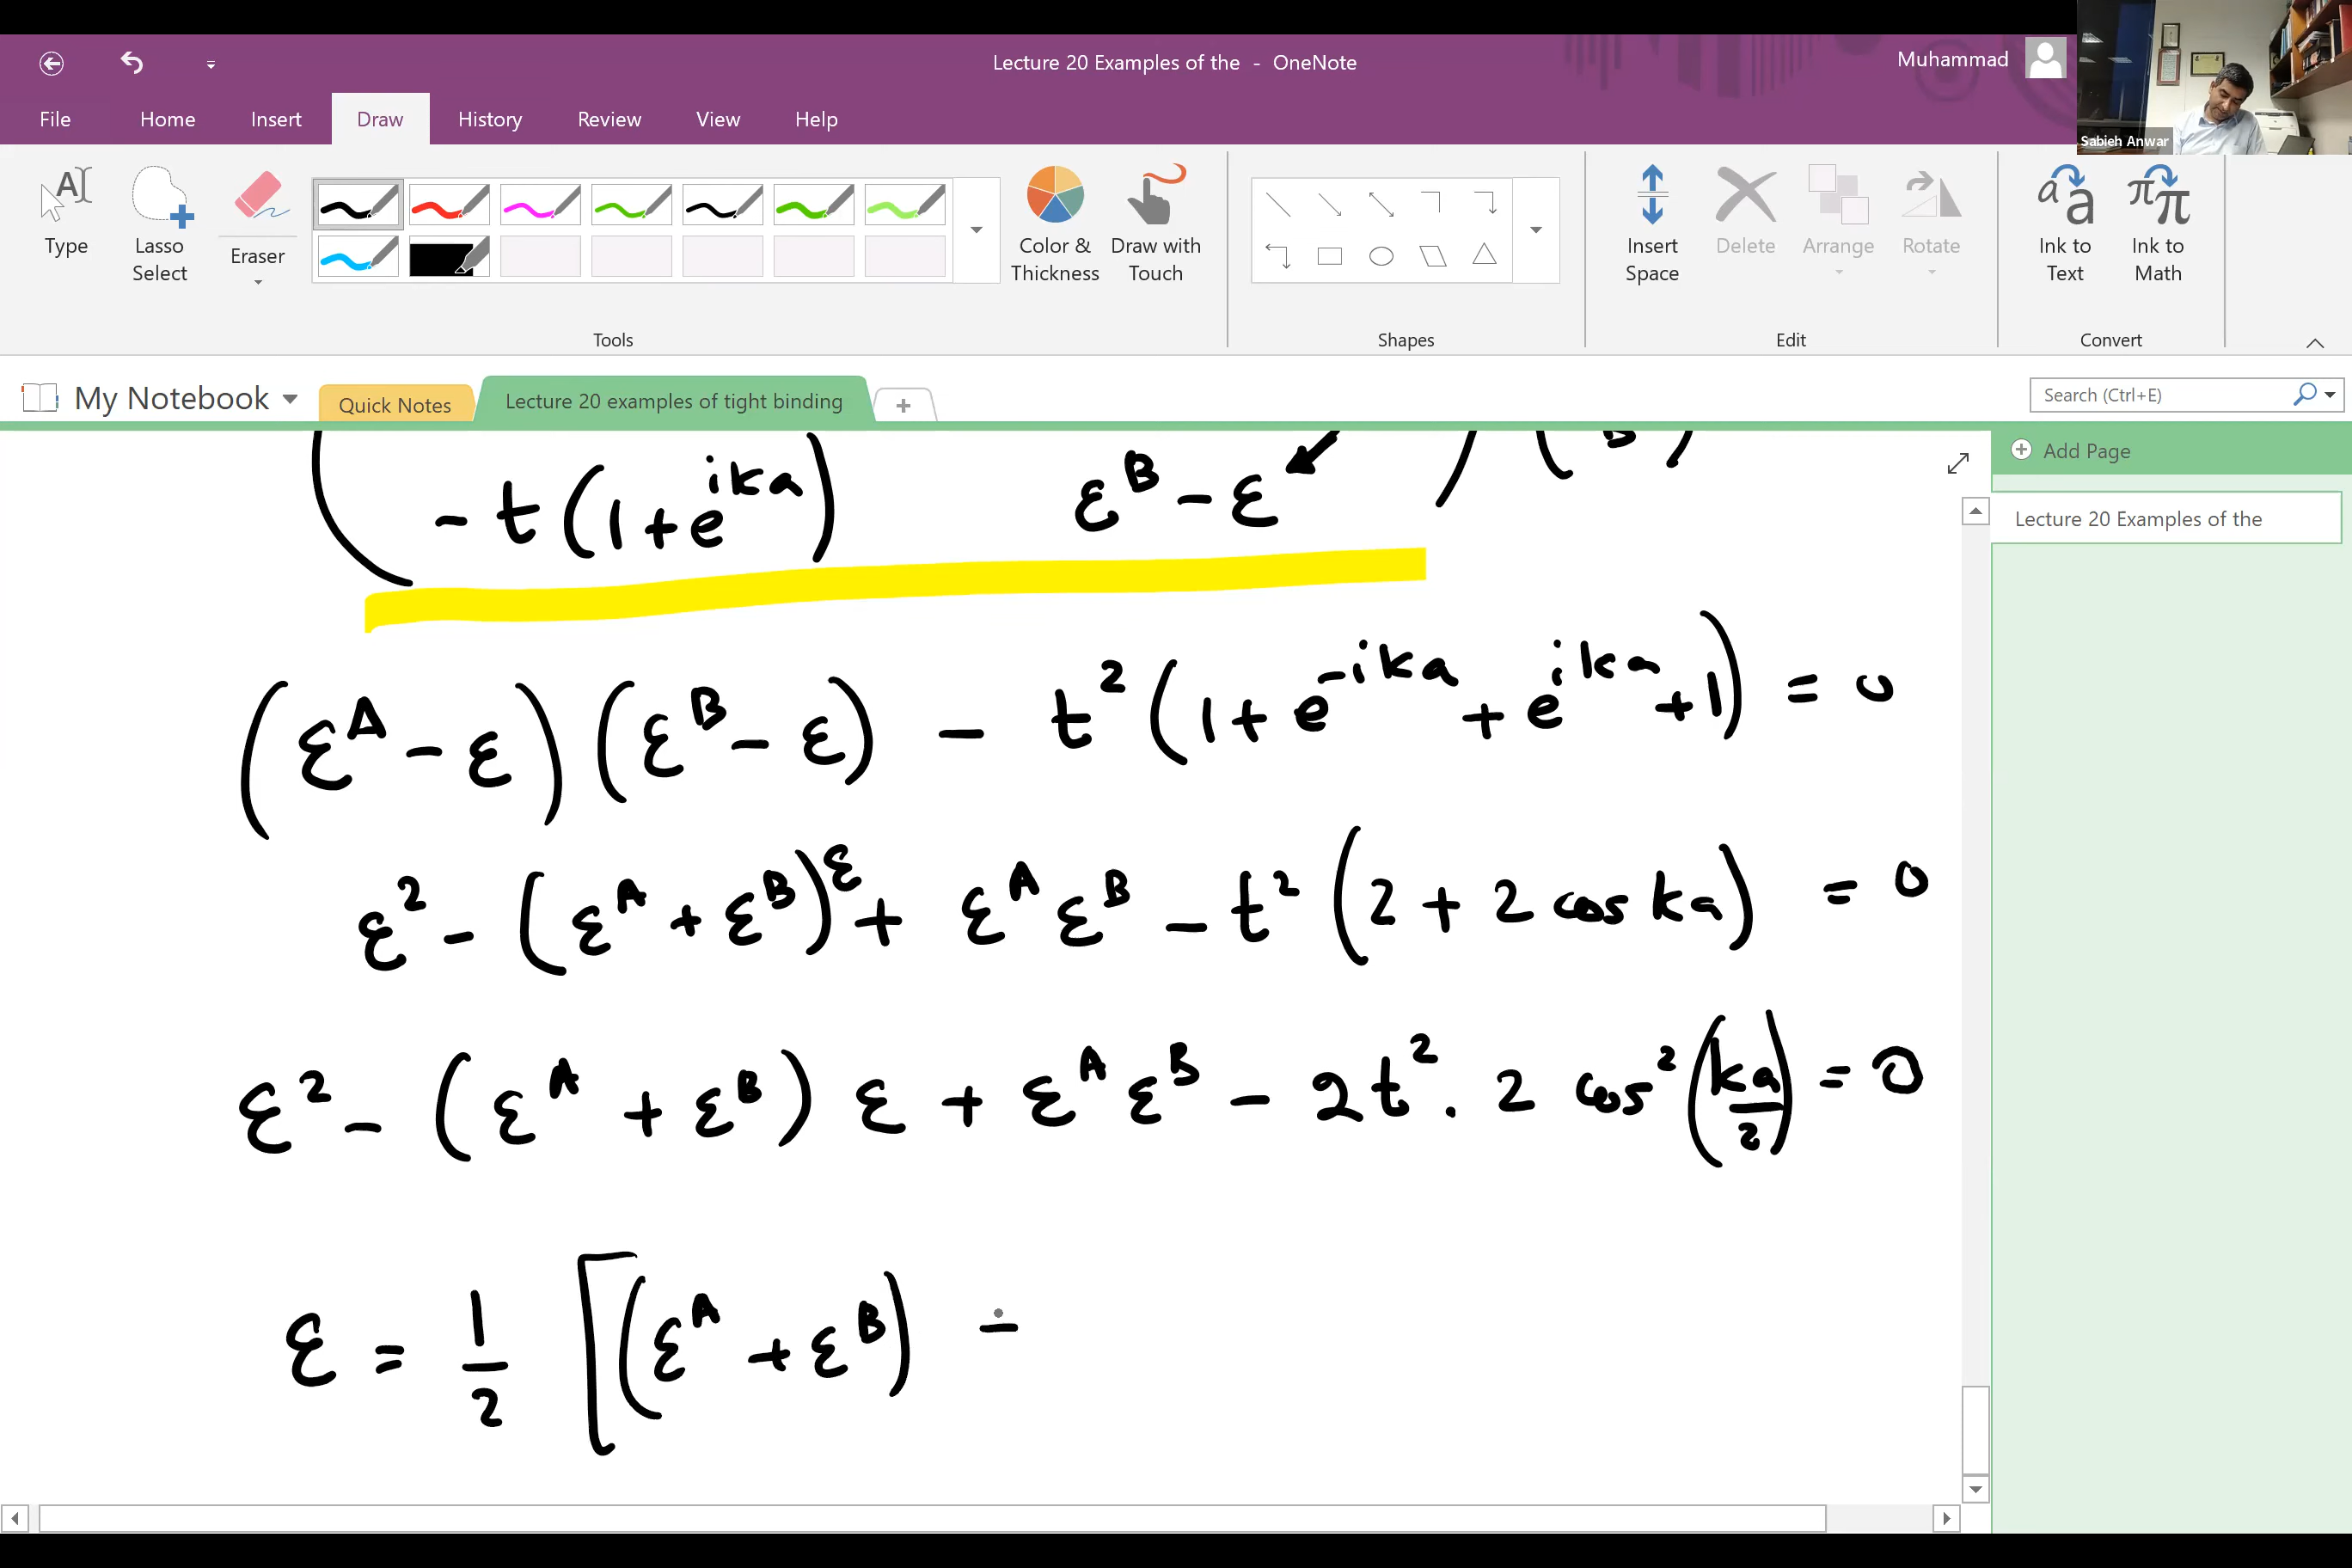 Lecture 20 Examples of the - OneNote
Muhammad
Sabieh Anwar
File Home Insert Draw History Review View Help
Type
Lasso Select
Eraser
Color & Thickness
Draw with Touch
Insert Space
Delete
Arrange
Rotate
Ink to Text
Ink to Math
Tools Shapes Edit Convert
My Notebook
Quick Notes
Lecture 20 examples of tight binding
+
Search (Ctrl+E)
Add Page
Lecture 20 Examples of the
- t(1+e^{ika}) ε^B - ε
(ε^A - ε)(ε^B - ε) - t²(1+e^{-ika}+e^{ika}+1) = 0
ε² - (ε^A + ε^B)ε + ε^A ε^B - t²(2 + 2 cos ka) = 0
ε² - (ε^A + ε^B) ε + ε^A ε^B - 2t² . 2 cos²(ka/2) = 0
ε = 1/2 [(ε^A + ε^B) -